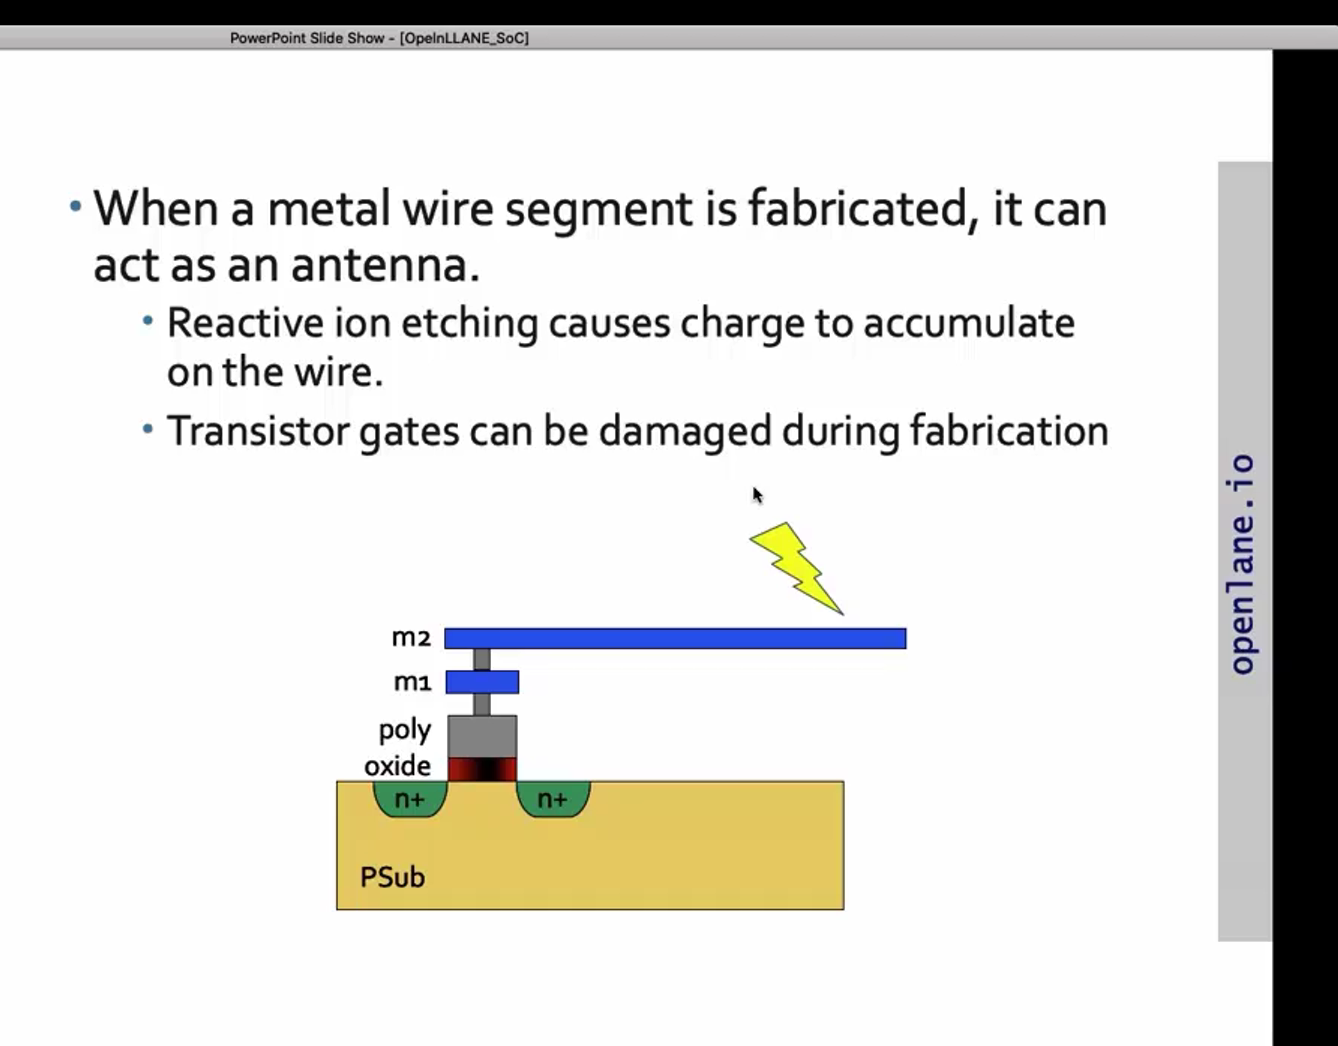 PowerPoint Slide Show - [OpeInLLANE_SoC]
• When a metal wire segment is fabricated, it can
act as an antenna.
• Reactive ion etching causes charge to accumulate
on the wire.
• Transistor gates can be damaged during fabrication
openlane.io
m2
m1
poly
oxide
n+ n+
PSub